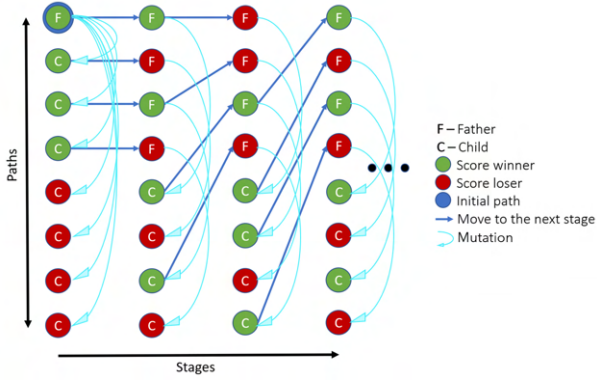 F F F F
C F F F
C F F F
C F F F
C C C C
C C C C
C C C C
C C C C
Paths
Stages
F – Father
C – Child
Score winner
Score loser
Initial path
Move to the next stage
Mutation